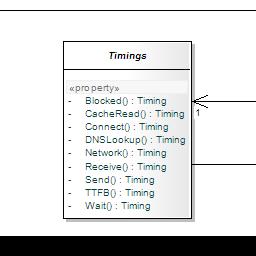 Timings
«property»
- Blocked() : Timing
- CacheRead() : Timing
- Connect() : Timing
- DNSLookup() : Timing
- Network() : Timing
- Receive() : Timing
- Send() : Timing
- TTFB() : Timing
- Wait() : Timing
1